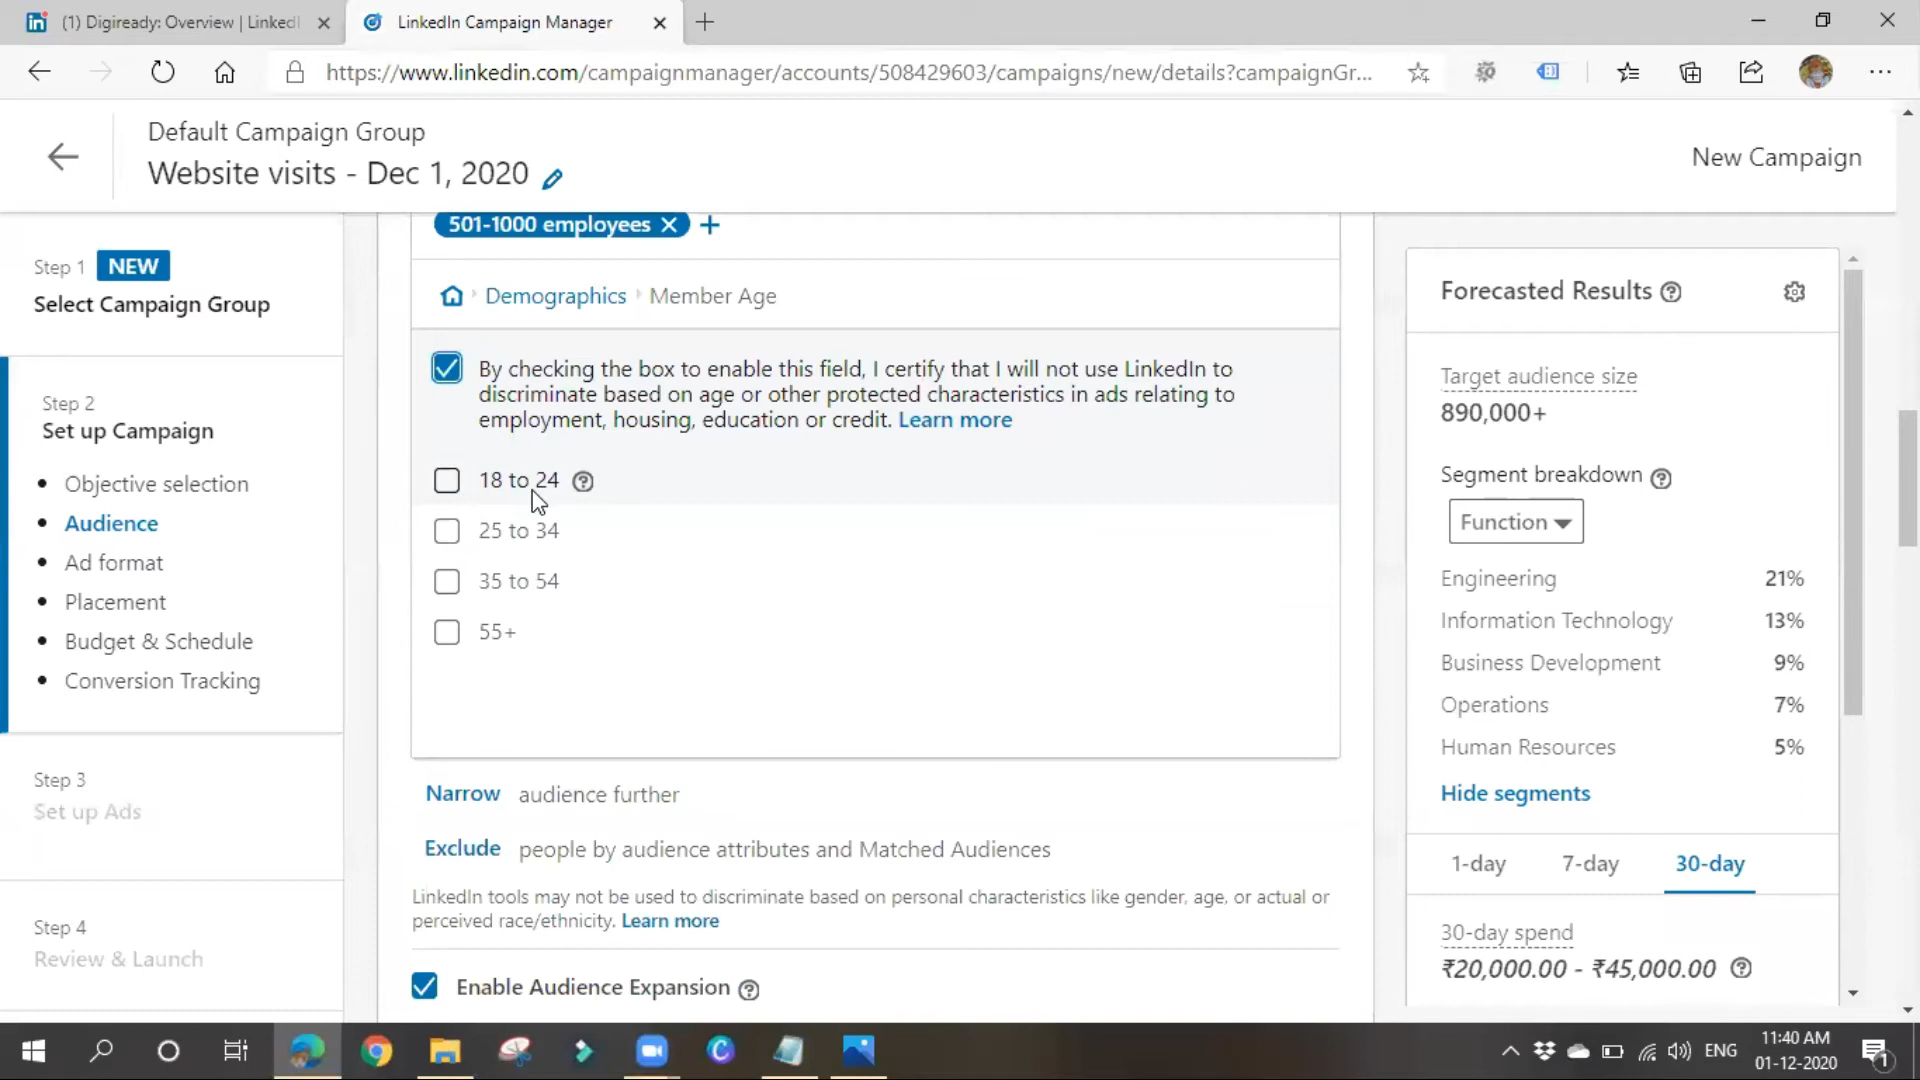 (1) Digiready: Overview | LinkedI
LinkedIn Campaign Manager
https://www.linkedin.com/campaignmanager/accounts/508429603/campaigns/new/details?campaignGr...
Default Campaign Group
Website visits - Dec 1, 2020
New Campaign
Step 1 NEW
Select Campaign Group
Step 2
Set up Campaign
Objective selection
Audience
Ad format
Placement
Budget & Schedule
Conversion Tracking
Step 3
Set up Ads
Step 4
Review & Launch
501-1000 employees
Demographics Member Age
By checking the box to enable this field, I certify that I will not use LinkedIn to
discriminate based on age or other protected characteristics in ads relating to
employment, housing, education or credit. Learn more
18 to 24
25 to 34
35 to 54
55+
Narrow audience further
Exclude people by audience attributes and Matched Audiences
LinkedIn tools may not be used to discriminate based on personal characteristics like gender, age, or actual or
perceived race/ethnicity. Learn more
Enable Audience Expansion
Forecasted Results
Target audience size
890,000+
Segment breakdown
Function
Engineering 21%
Information Technology 13%
Business Development 9%
Operations 7%
Human Resources 5%
Hide segments
1-day 7-day 30-day
30-day spend
₹20,000.00 - ₹45,000.00
ENG
11:40 AM
01-12-2020
1